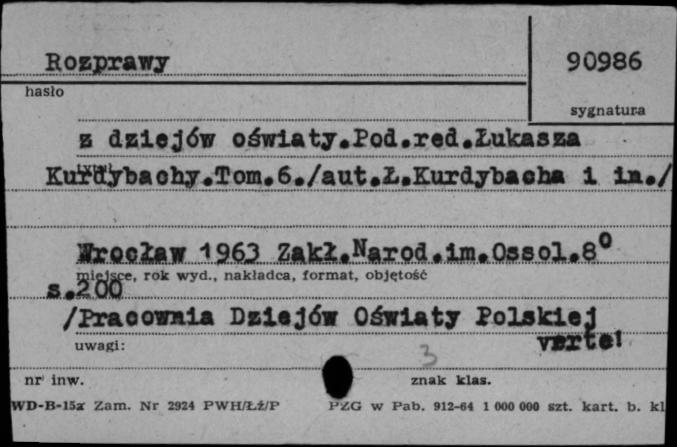 Rozprawy
90986
hasło
sygnatura
z dziejów oświaty.Pod.red.Łukasza
Kurdybachy.Tom.6./aut.Ł.Kurdybacha i in./
Wrocław 1963 Zakł.Narod.im.Ossol.8°
miejsce, rok wyd., nakładca, format, objętość
s.200
/Pracownia Dziejów Oświaty Polskiej
uwagi:
verte!
3
nr inw.
znak klas.
WD-B-15a Zam. Nr 2924 PWH/Łż/P
PZG w Pab. 912-64 1 000 000 szt. kart. b. kl